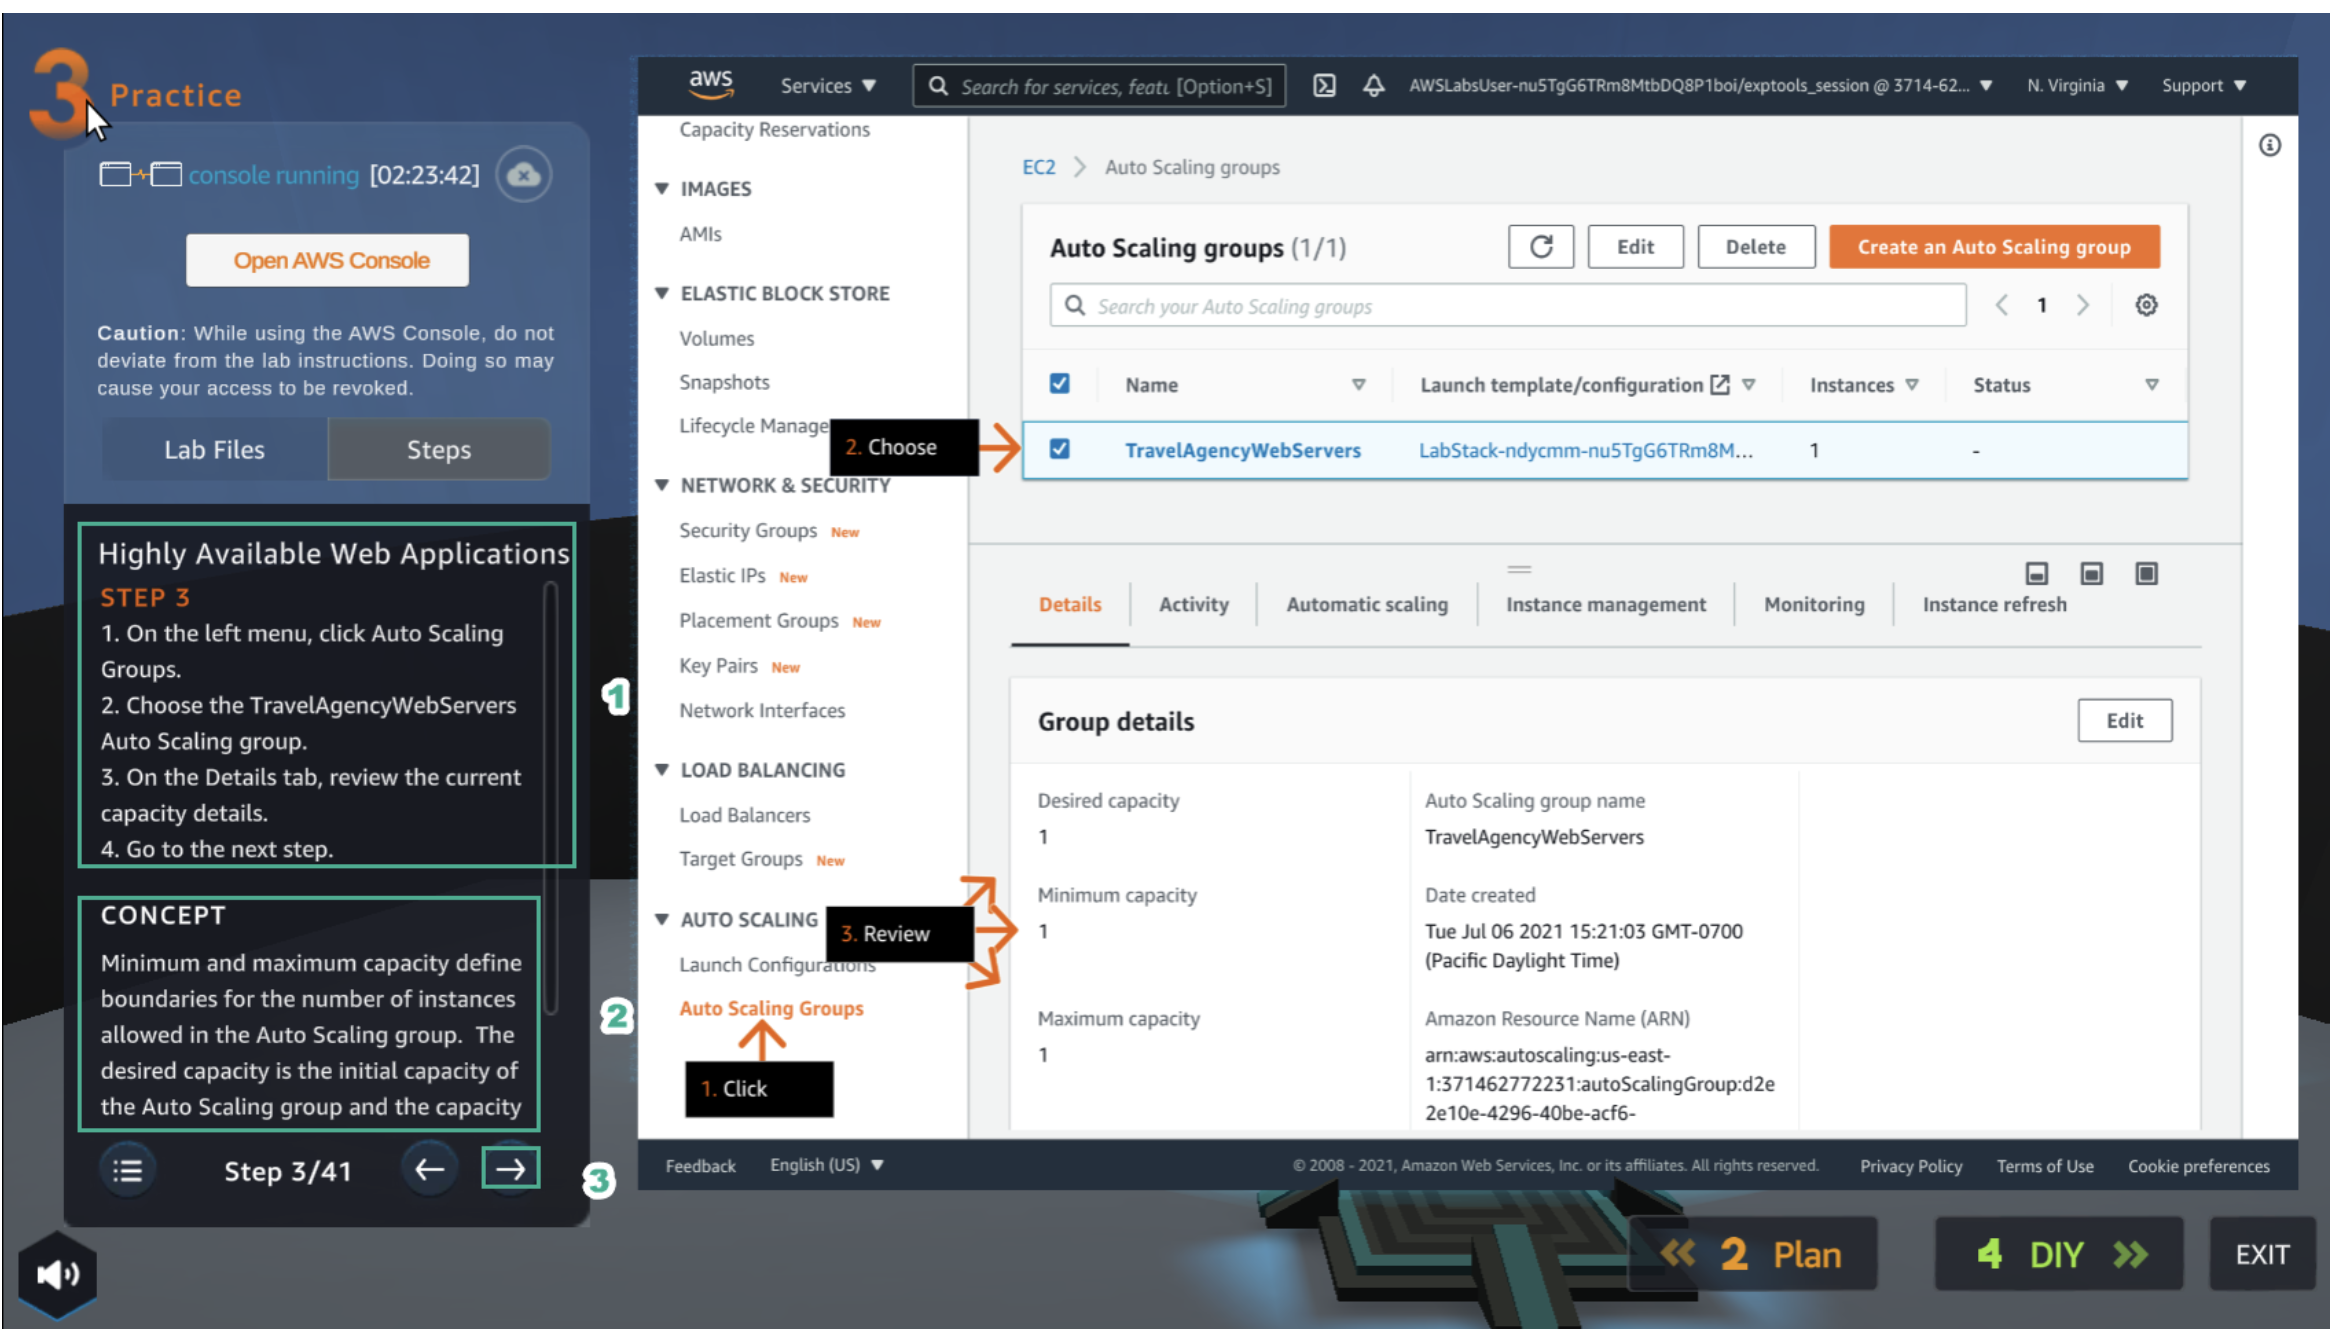 3 Practice
console running [02:23:42]
Open AWS Console
Caution: While using the AWS Console, do not
deviate from the lab instructions. Doing so may
cause your access to be revoked.
Lab Files
Steps
Highly Available Web Applications
STEP 3
1. On the left menu, click Auto Scaling
Groups.
2. Choose the TravelAgencyWebServers
Auto Scaling group.
3. On the Details tab, review the current
capacity details.
4. Go to the next step.
1
CONCEPT
Minimum and maximum capacity define
boundaries for the number of instances
allowed in the Auto Scaling group.  The
desired capacity is the initial capacity of
the Auto Scaling group and the capacity
2
Step 3/41
3
aws
Services
Search for services, featu [Option+S]
AWSLabsUser-nu5TgG6TRm8MtbDQ8P1boi/exptools_session @ 3714-62...
N. Virginia
Support
Capacity Reservations
IMAGES
AMIs
ELASTIC BLOCK STORE
Volumes
Snapshots
Lifecycle Manage
NETWORK & SECURITY
Security Groups New
Elastic IPs New
Placement Groups New
Key Pairs New
Network Interfaces
LOAD BALANCING
Load Balancers
Target Groups New
AUTO SCALING
Launch Configurations
Auto Scaling Groups
1. Click
2. Choose
3. Review
EC2 > Auto Scaling groups
Auto Scaling groups (1/1)
Edit
Delete
Create an Auto Scaling group
Search your Auto Scaling groups
1
Name
Launch template/configuration
Instances
Status
TravelAgencyWebServers
LabStack-ndycmm-nu5TgG6TRm8M...
1
-
Details
Activity
Automatic scaling
Instance management
Monitoring
Instance refresh
Group details
Edit
Desired capacity
1
Minimum capacity
1
Maximum capacity
1
Auto Scaling group name
TravelAgencyWebServers
Date created
Tue Jul 06 2021 15:21:03 GMT-0700
(Pacific Daylight Time)
Amazon Resource Name (ARN)
arn:aws:autoscaling:us-east-
1:371462772231:autoScalingGroup:d2e
2e10e-4296-40be-acf6-
Feedback
English (US)
© 2008 - 2021, Amazon Web Services, Inc. or its affiliates. All rights reserved.
Privacy Policy
Terms of Use
Cookie preferences
2 Plan
4 DIY
EXIT